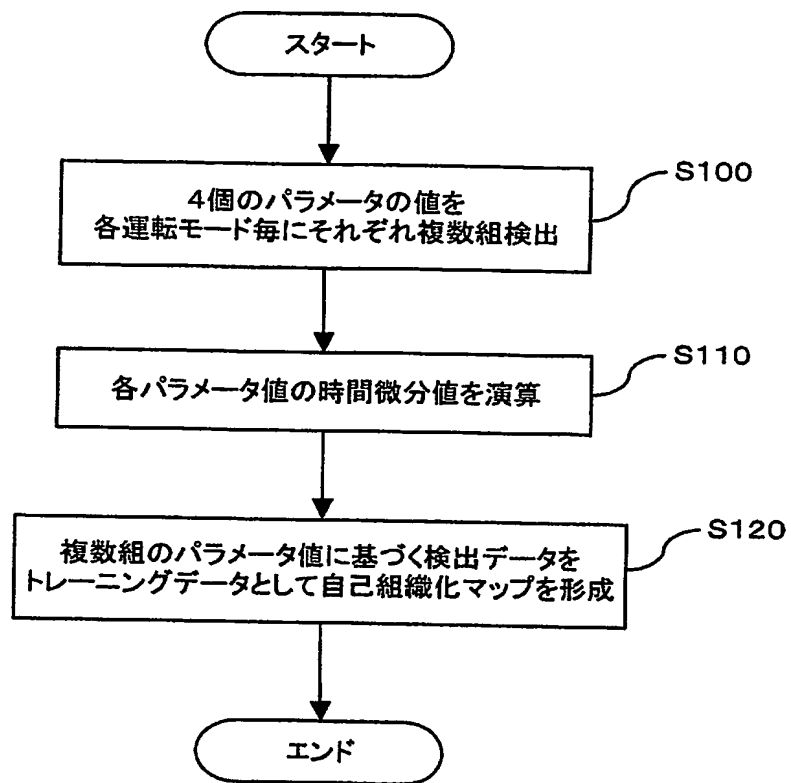 スタート
S100
4個のパラメータの値を
各運転モード毎にそれぞれ複数組検出
S110
各パラメータ値の時間微分値を演算
S120
複数組のパラメータ値に基づく検出データを
トレーニングデータとして自己組織化マップを形成
エンド